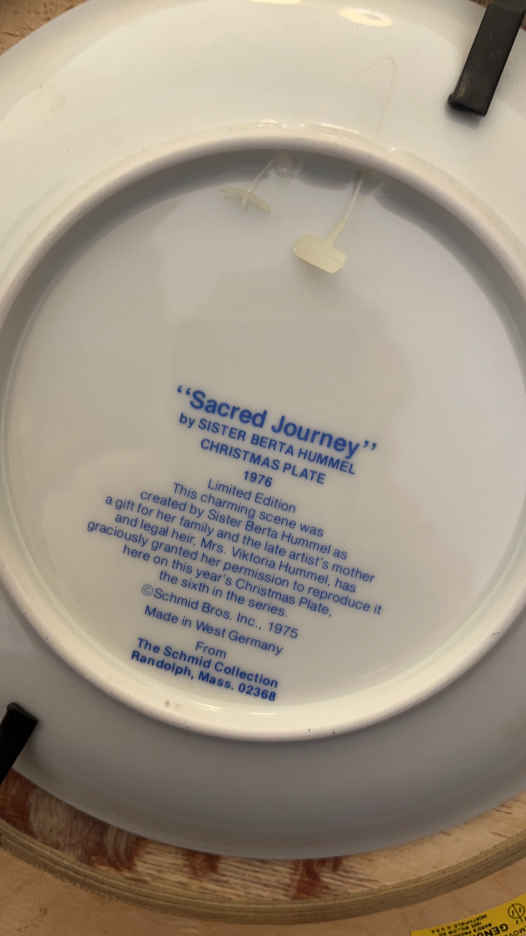 “Sacred Journey”
by SISTER BERTA HUMMEL
CHRISTMAS PLATE
1976
Limited Edition
This charming scene was
created by Sister Berta Hummel as
a gift for her family and the late artist's mother
and legal heir, Mrs. Viktoria Hummel, has
graciously granted her permission to reproduce it
here on this year's Christmas Plate,
the sixth in the series.
©Schmid Bros. Inc., 1975
Made in West Germany
From
The Schmid Collection
Randolph, Mass. 02368